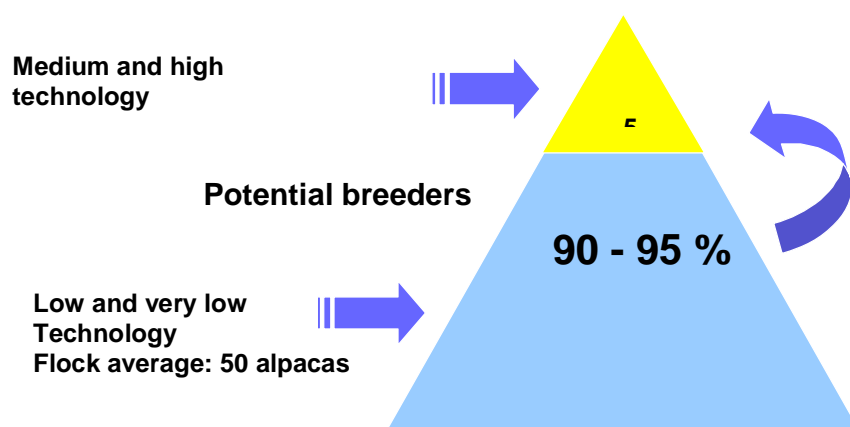 Medium and high
technology
Potential breeders
90 - 95 %
Low and very low
Technology
Flock average: 50 alpacas